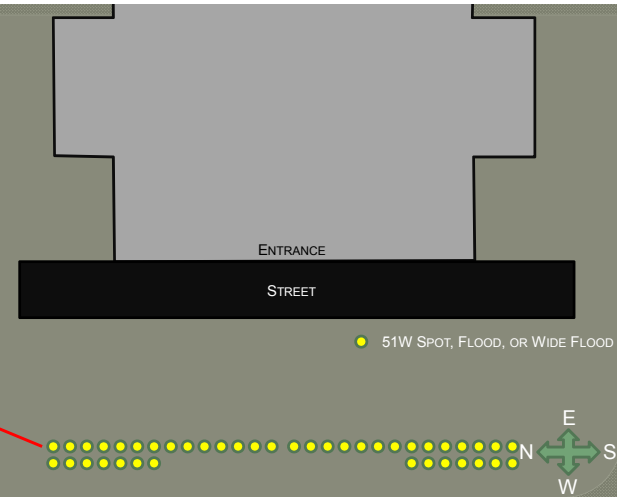 ENTRANCE
STREET
51W SPOT, FLOOD, OR WIDE FLOOD
E
N S
W